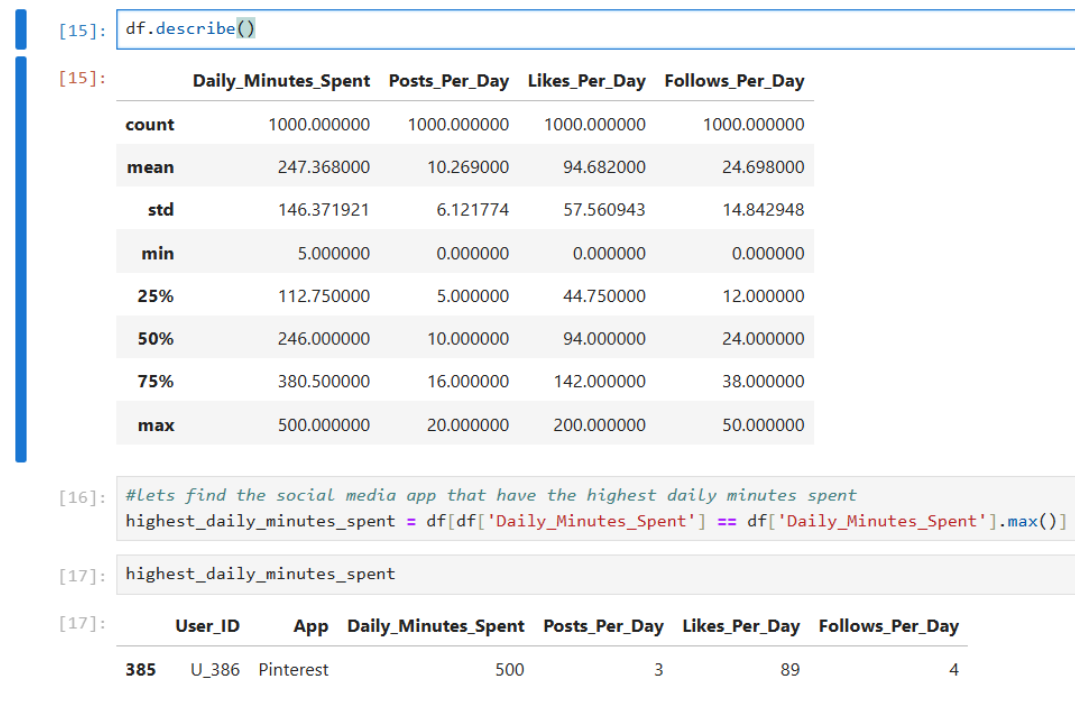 [15]: df.describe()
[15]:
Daily_Minutes_Spent Posts_Per_Day Likes_Per_Day Follows_Per_Day
count 1000.000000 1000.000000 1000.000000 1000.000000
mean 247.368000 10.269000 94.682000 24.698000
std 146.371921 6.121774 57.560943 14.842948
min 5.000000 0.000000 0.000000 0.000000
25% 112.750000 5.000000 44.750000 12.000000
50% 246.000000 10.000000 94.000000 24.000000
75% 380.500000 16.000000 142.000000 38.000000
max 500.000000 20.000000 200.000000 50.000000
[16]: #lets find the social media app that have the highest daily minutes spent
highest_daily_minutes_spent = df[df['Daily_Minutes_Spent'] == df['Daily_Minutes_Spent'].max()]
[17]: highest_daily_minutes_spent
[17]:
User_ID App Daily_Minutes_Spent Posts_Per_Day Likes_Per_Day Follows_Per_Day
385 U_386 Pinterest 500 3 89 4